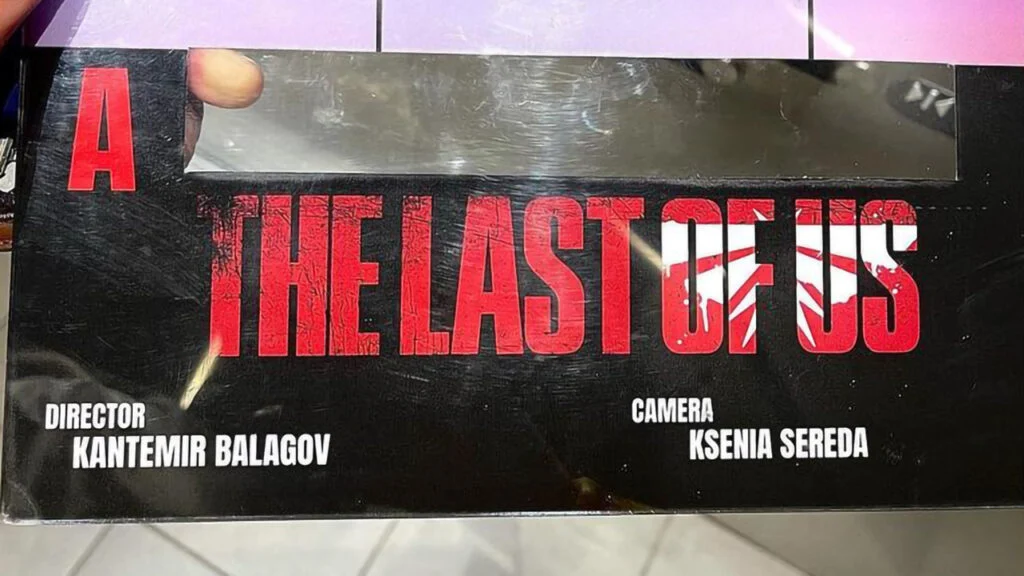 A
THE LAST OF US
DIRECTOR
KANTEMIR BALAGOV
CAMERA
KSENIA SEREDA